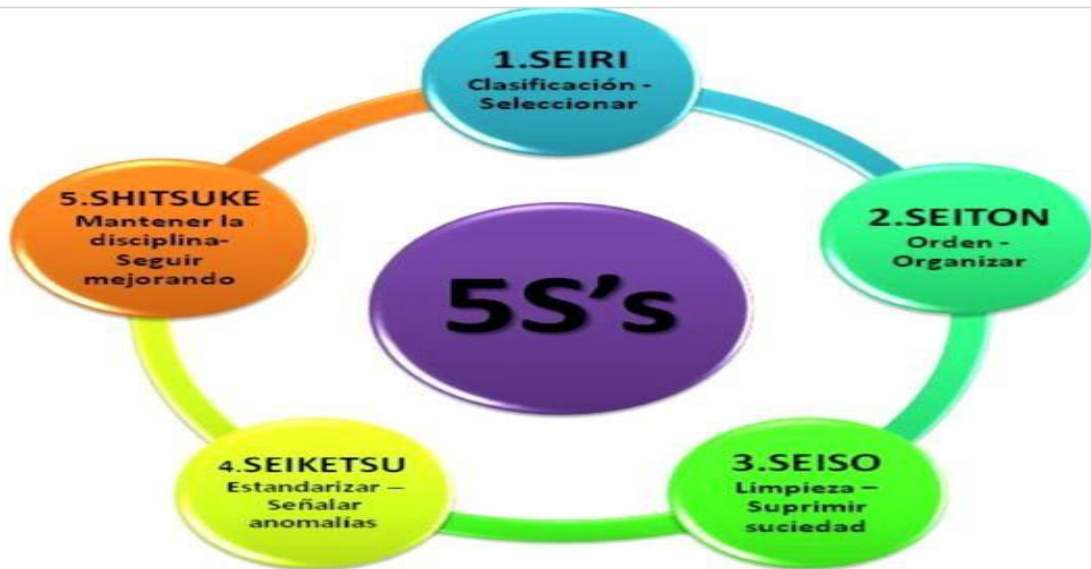 1.SEIRI
Clasificación -
Seleccionar
2.SEITON
Orden -
Organizar
3.SEISO
Limpieza –
Suprimir
suciedad
4.SEIKETSU
Estandarizar –
Señalar
anomalías
5.SHITSUKE
Mantener la
disciplina-
Seguir
mejorando
5S’s